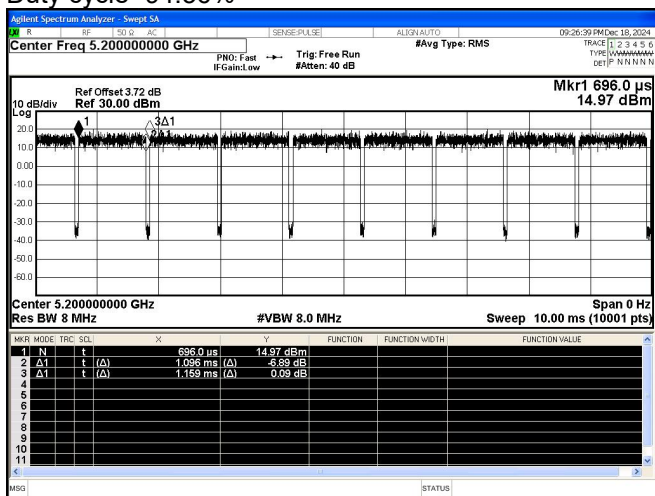 Agilent Spectrum Analyzer - Swept SA
LXI R RF 50 Ω AC SENSE:PULSE ALIGN AUTO 09:26:39 PM Dec 18, 2024
Center Freq 5.200000000 GHz #Avg Type: RMS TRACE 1 2 3 4 5 6
PNO: Fast Trig: Free Run TYPE
IFGain:Low #Atten: 40 dB DET P N N N N N
Mkr1 696.0 µs
Ref Offset 3.72 dB
10 dB/div Ref 30.00 dBm 14.97 dBm
Log
1 3Δ1
20.0
2Δ1
10.0
0.00
-10.0
-20.0
-30.0
-40.0
-50.0
-60.0
Center 5.200000000 GHz Span 0 Hz
Res BW 8 MHz #VBW 8.0 MHz Sweep 10.00 ms (10001 pts)
MKR MODE TRC SCL X Y FUNCTION FUNCTION WIDTH FUNCTION VALUE
1 N t 696.0 µs 14.97 dBm
2 Δ1 t (Δ) 1.096 ms (Δ) -6.89 dB
3 Δ1 t (Δ) 1.159 ms (Δ) 0.09 dB
4
5
6
7
8
9
10
11
MSG STATUS